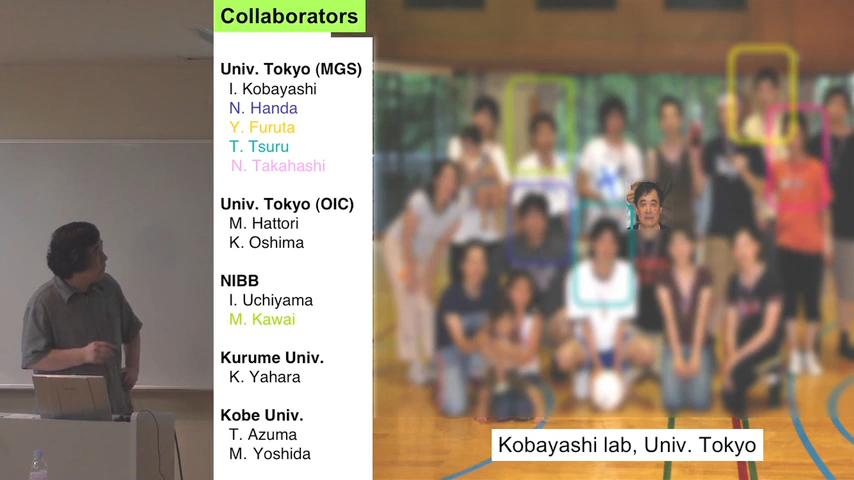 Collaborators
Univ. Tokyo (MGS)
I. Kobayashi
N. Handa
Y. Furuta
T. Tsuru
N. Takahashi
Univ. Tokyo (OIC)
M. Hattori
K. Oshima
NIBB
I. Uchiyama
M. Kawai
Kurume Univ.
K. Yahara
Kobe Univ.
T. Azuma
M. Yoshida
Kobayashi lab, Univ. Tokyo